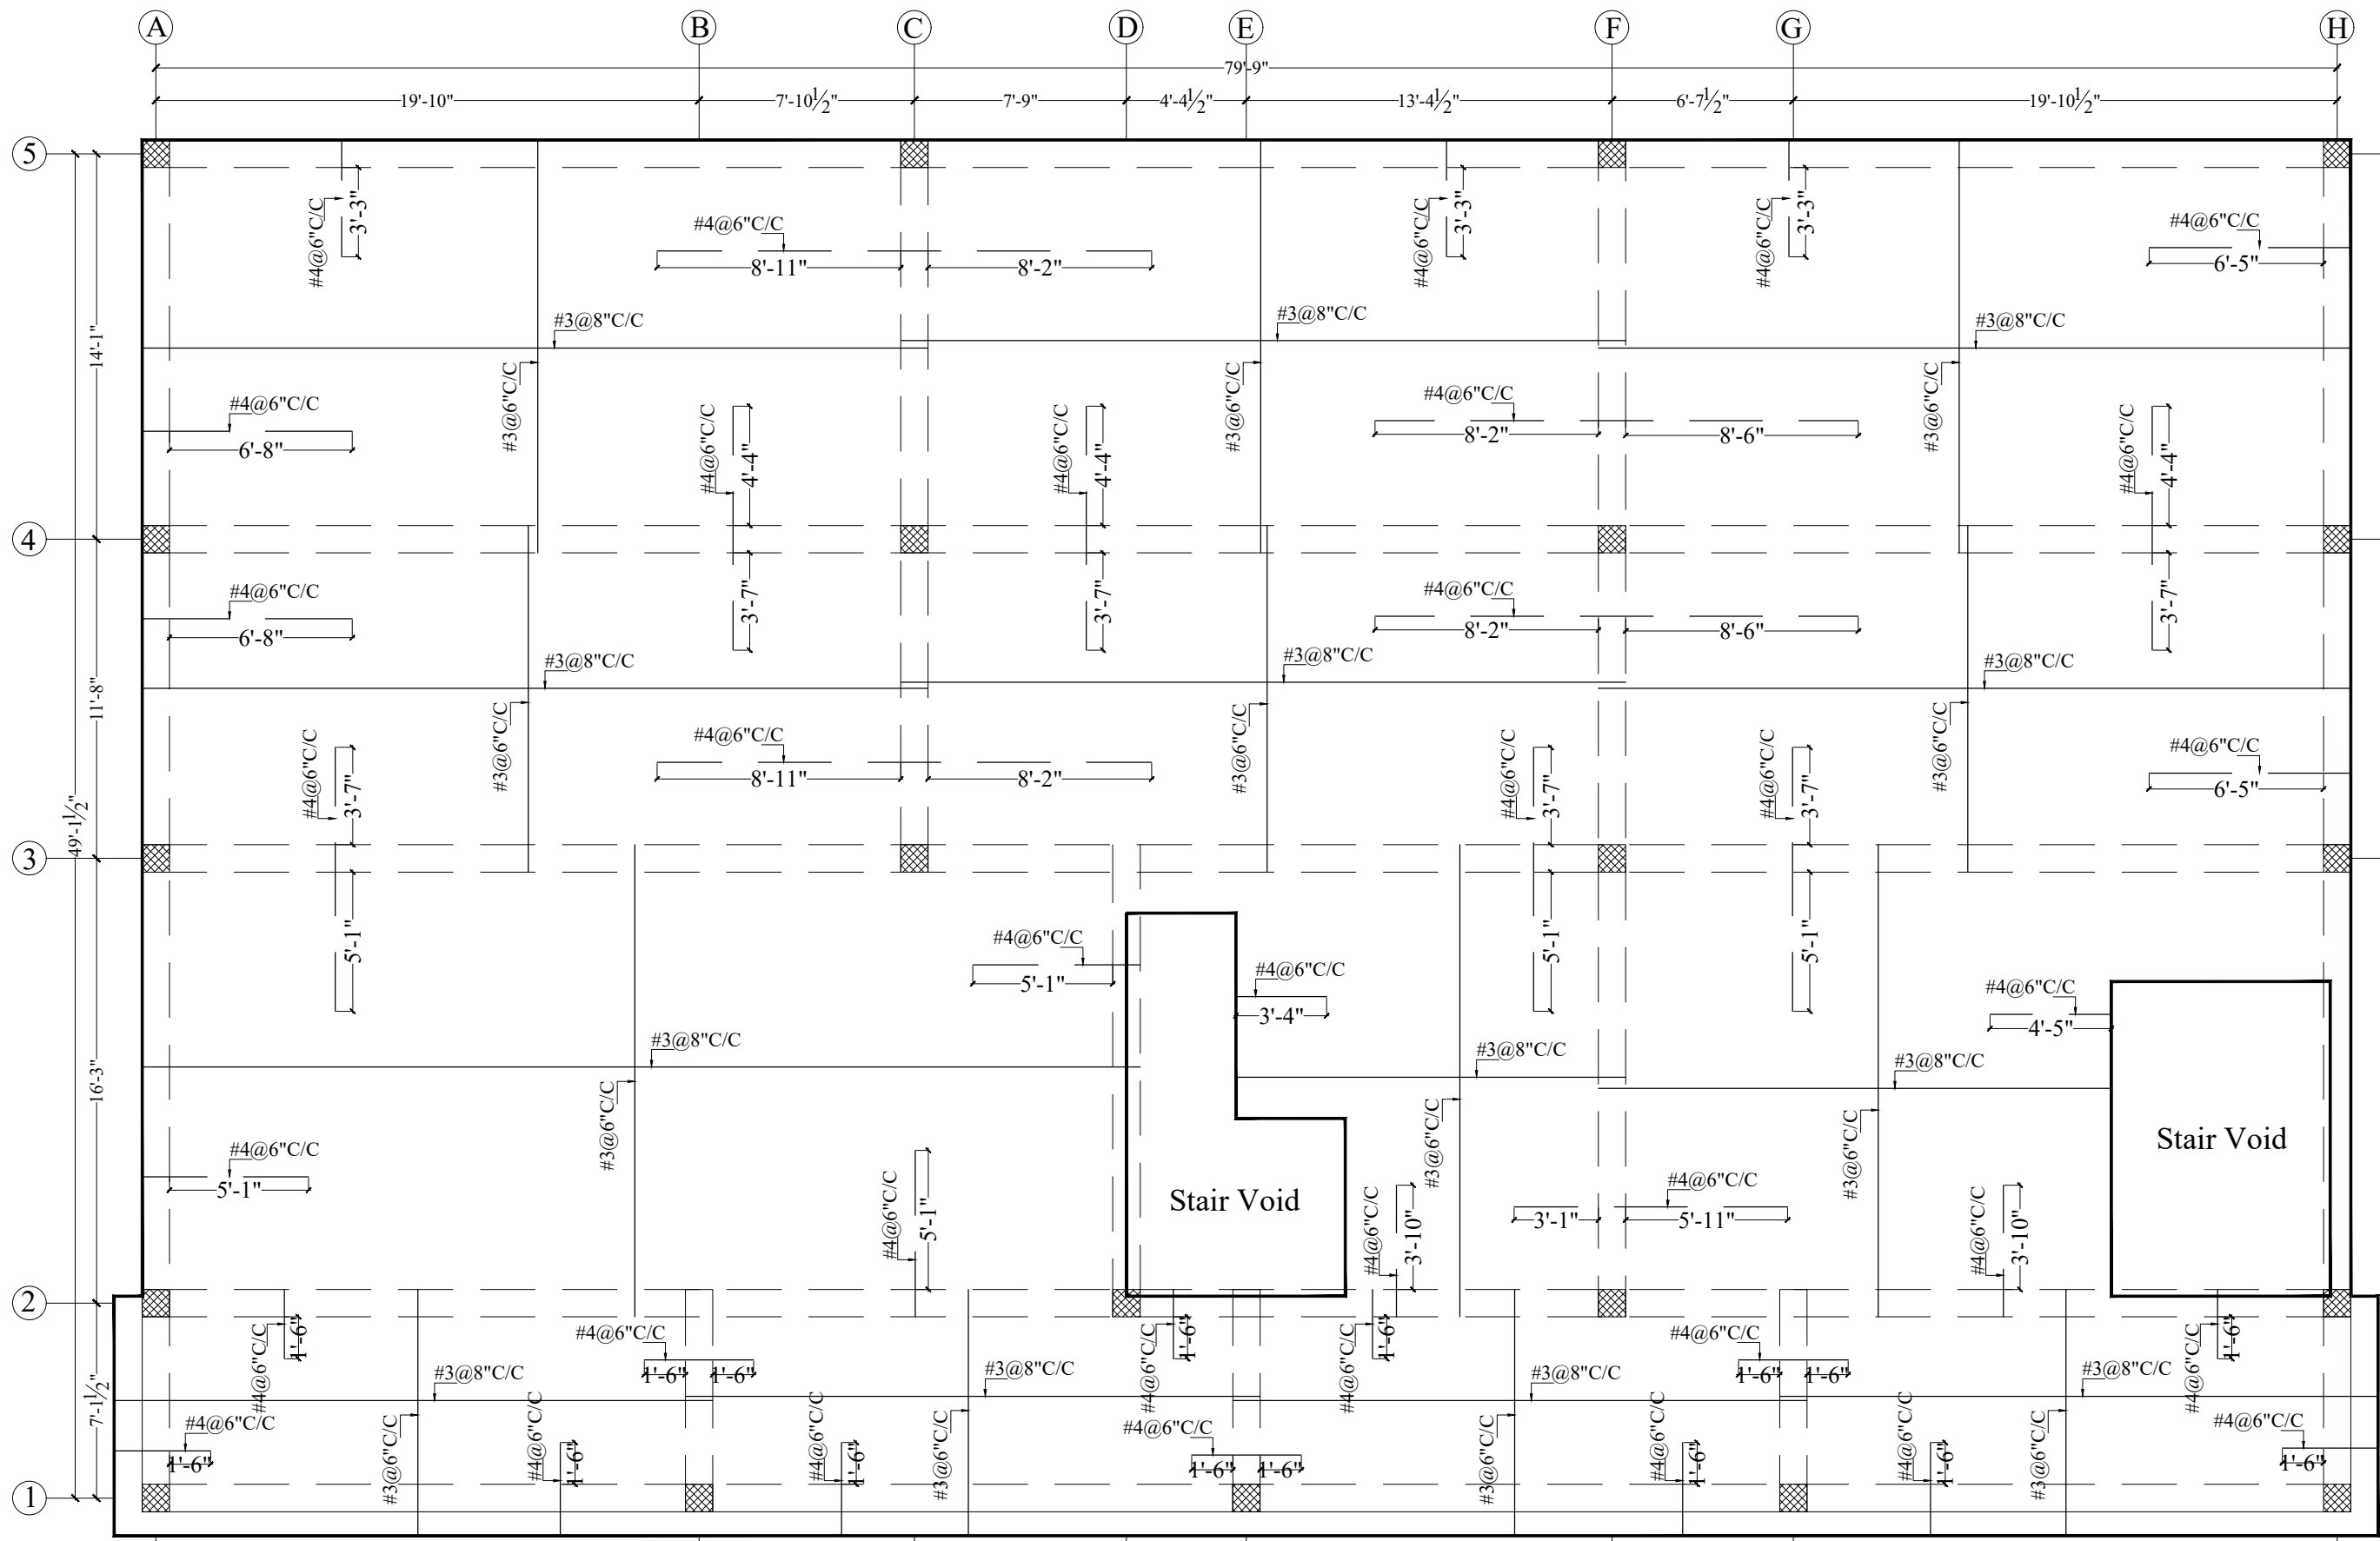 A B C D E F G H
79'-9"
19'-10" 7'-10½" 7'-9" 4'-4½" 13'-4½" 6'-7½" 19'-10½"
5
#4@6"C/C 3'-3"
#4@6"C/C
8'-11" 8'-2"
#4@6"C/C 3'-3"
#4@6"C/C 3'-3"
#4@6"C/C
6'-5"
14'-1"
#3@8"C/C
#3@8"C/C
#3@8"C/C
#3@6"C/C
#3@6"C/C
#3@6"C/C
#4@6"C/C
6'-8"
#4@6"C/C 4'-4"
#4@6"C/C 4'-4"
#4@6"C/C
8'-2" 8'-6"
#4@6"C/C 4'-4"
4
3'-7"
3'-7"
3'-7"
#4@6"C/C
6'-8"
#4@6"C/C
8'-2" 8'-6"
11'-8"
#3@8"C/C
#3@8"C/C
#3@8"C/C
#3@6"C/C
#3@6"C/C
#3@6"C/C
49'-1½"
#4@6"C/C 3'-7"
#4@6"C/C
8'-11" 8'-2"
#4@6"C/C 3'-7"
#4@6"C/C 3'-7"
#4@6"C/C
6'-5"
3
5'-1"
5'-1"
5'-1"
#4@6"C/C
5'-1"
#4@6"C/C
3'-4"
#4@6"C/C
4'-5"
16'-3"
#3@8"C/C
#3@8"C/C
#3@8"C/C
#3@6"C/C
#3@6"C/C
#3@6"C/C
Stair Void
Stair Void
#4@6"C/C
5'-1"
#4@6"C/C 5'-1"
#4@6"C/C 3'-10"
#4@6"C/C
3'-1" 5'-11"
#4@6"C/C 3'-10"
2
#4@6"C/C 1'-6"
#4@6"C/C
1'-6" 1'-6"
#4@6"C/C 1'-6"
#4@6"C/C 1'-6"
#4@6"C/C
1'-6" 1'-6"
#4@6"C/C 1'-6"
7'-1½"
#3@8"C/C
#3@8"C/C
#3@8"C/C
#3@8"C/C
#4@6"C/C
1'-6"
#3@6"C/C
#4@6"C/C 1'-6"
#4@6"C/C 1'-6"
#3@6"C/C
#4@6"C/C
1'-6" 1'-6"
#3@6"C/C
#4@6"C/C 1'-6"
#4@6"C/C 1'-6"
#3@6"C/C
#4@6"C/C
1'-6"
1